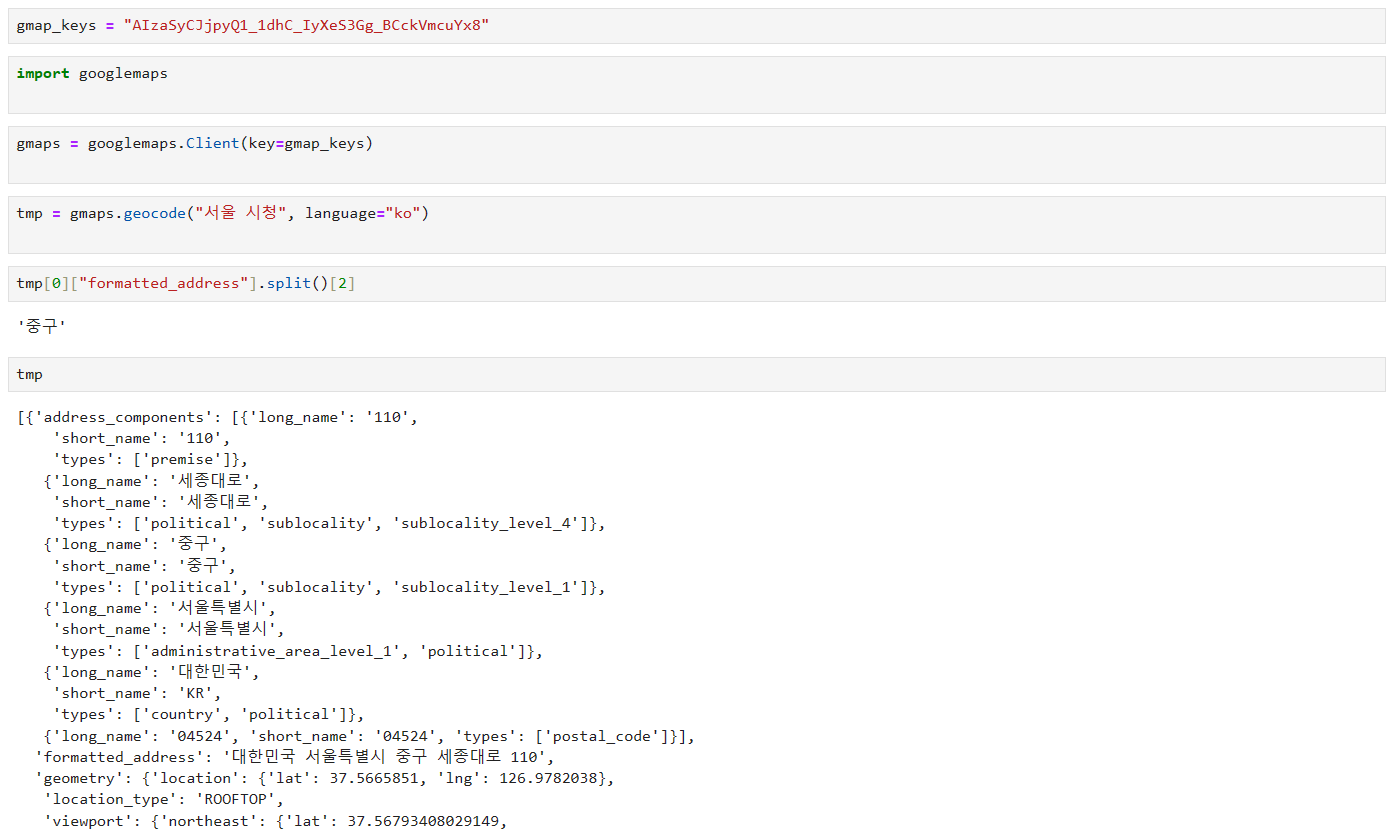 gmap_keys = "AIzaSyCJjpyQ1_1dhC_IyXeS3Gg_BCckVmcuYx8"
import googlemaps
gmaps = googlemaps.Client(key=gmap_keys)
tmp = gmaps.geocode("서울 시청", language="ko")
tmp[0]["formatted_address"].split()[2]
'중구'
tmp
[{'address_components': [{'long_name': '110',
'short_name': '110',
'types': ['premise']},
{'long_name': '세종대로',
'short_name': '세종대로',
'types': ['political', 'sublocality', 'sublocality_level_4']},
{'long_name': '중구',
'short_name': '중구',
'types': ['political', 'sublocality', 'sublocality_level_1']},
{'long_name': '서울특별시',
'short_name': '서울특별시',
'types': ['administrative_area_level_1', 'political']},
{'long_name': '대한민국',
'short_name': 'KR',
'types': ['country', 'political']},
{'long_name': '04524', 'short_name': '04524', 'types': ['postal_code']}],
'formatted_address': '대한민국 서울특별시 중구 세종대로 110',
'geometry': {'location': {'lat': 37.5665851, 'lng': 126.9782038},
'location_type': 'ROOFTOP',
'viewport': {'northeast': {'lat': 37.56793408029149,